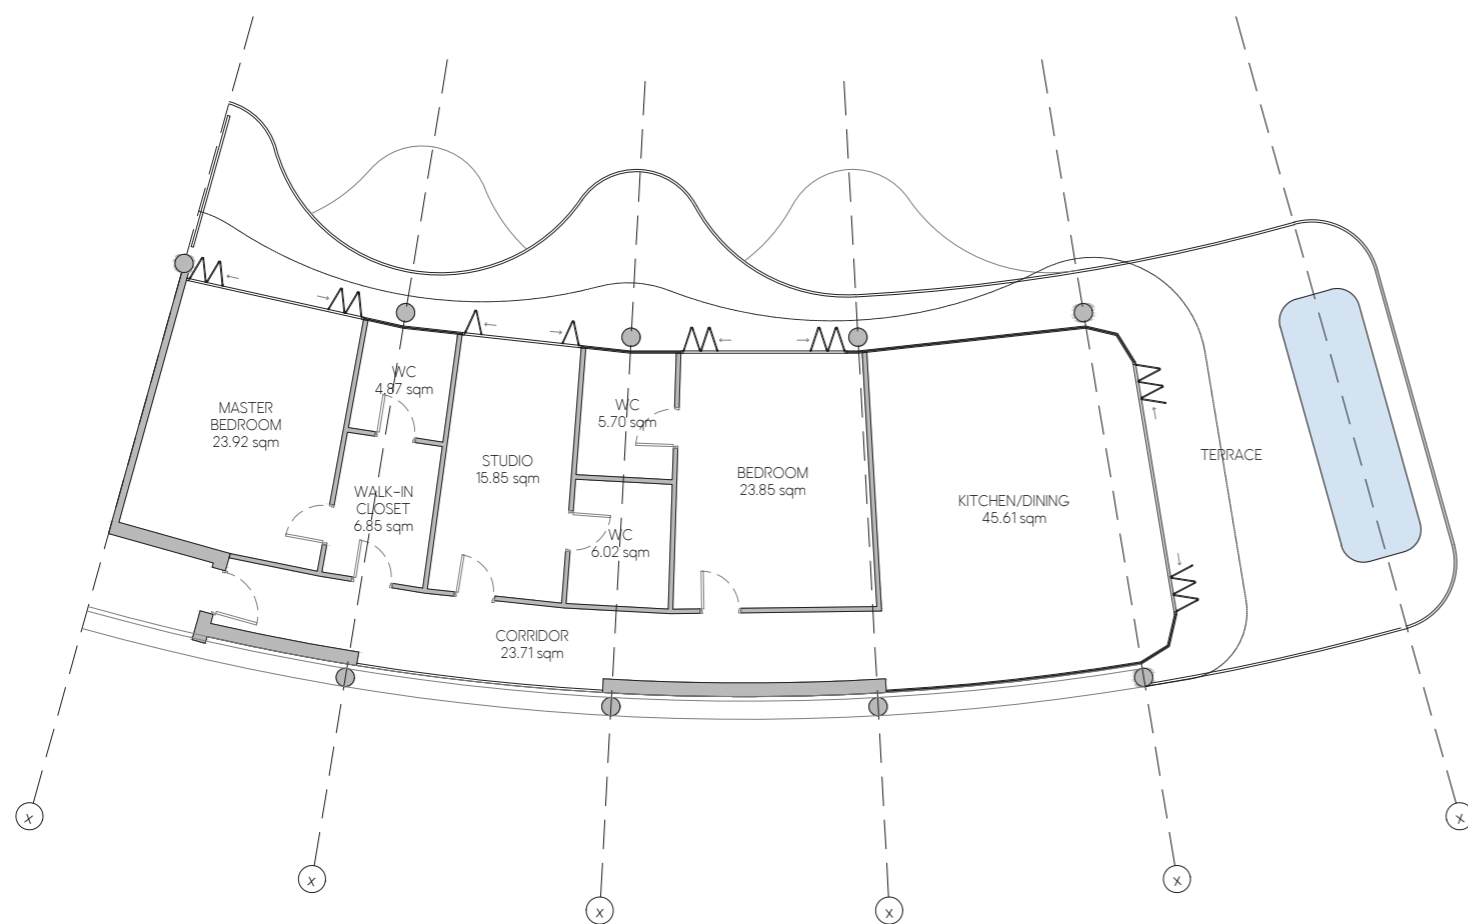 WC
4.87 sqm
MASTER
BEDROOM
23.92 sqm
WC
5.70 sqm
STUDIO
15.85 sqm
BEDROOM
23.85 sqm
TERRACE
WALK-IN
CLOSET
6.85 sqm
KITCHEN/DINING
45.61 sqm
WC
6.02 sqm
CORRIDOR
23.71 sqm
x
x
x
x
x
x